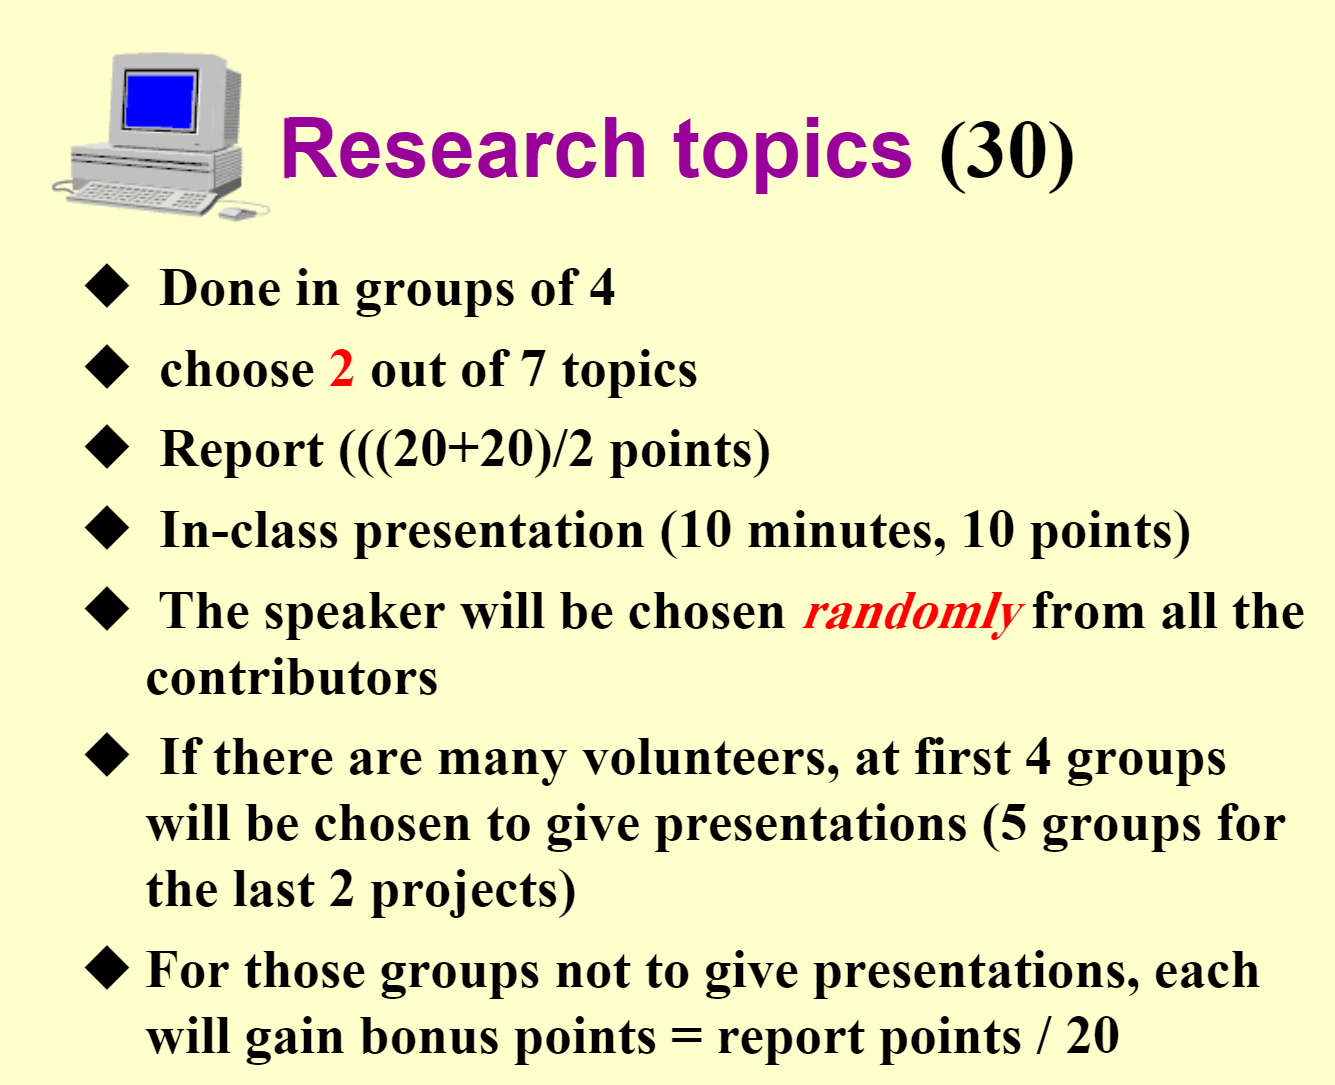 Research topics (30)
◆ Done in groups of 4
◆ choose 2 out of 7 topics
◆ Report (((20+20)/2 points)
◆ In-class presentation (10 minutes, 10 points)
◆ The speaker will be chosen randomly from all the
contributors
◆ If there are many volunteers, at first 4 groups
will be chosen to give presentations (5 groups for
the last 2 projects)
◆ For those groups not to give presentations, each
will gain bonus points = report points / 20